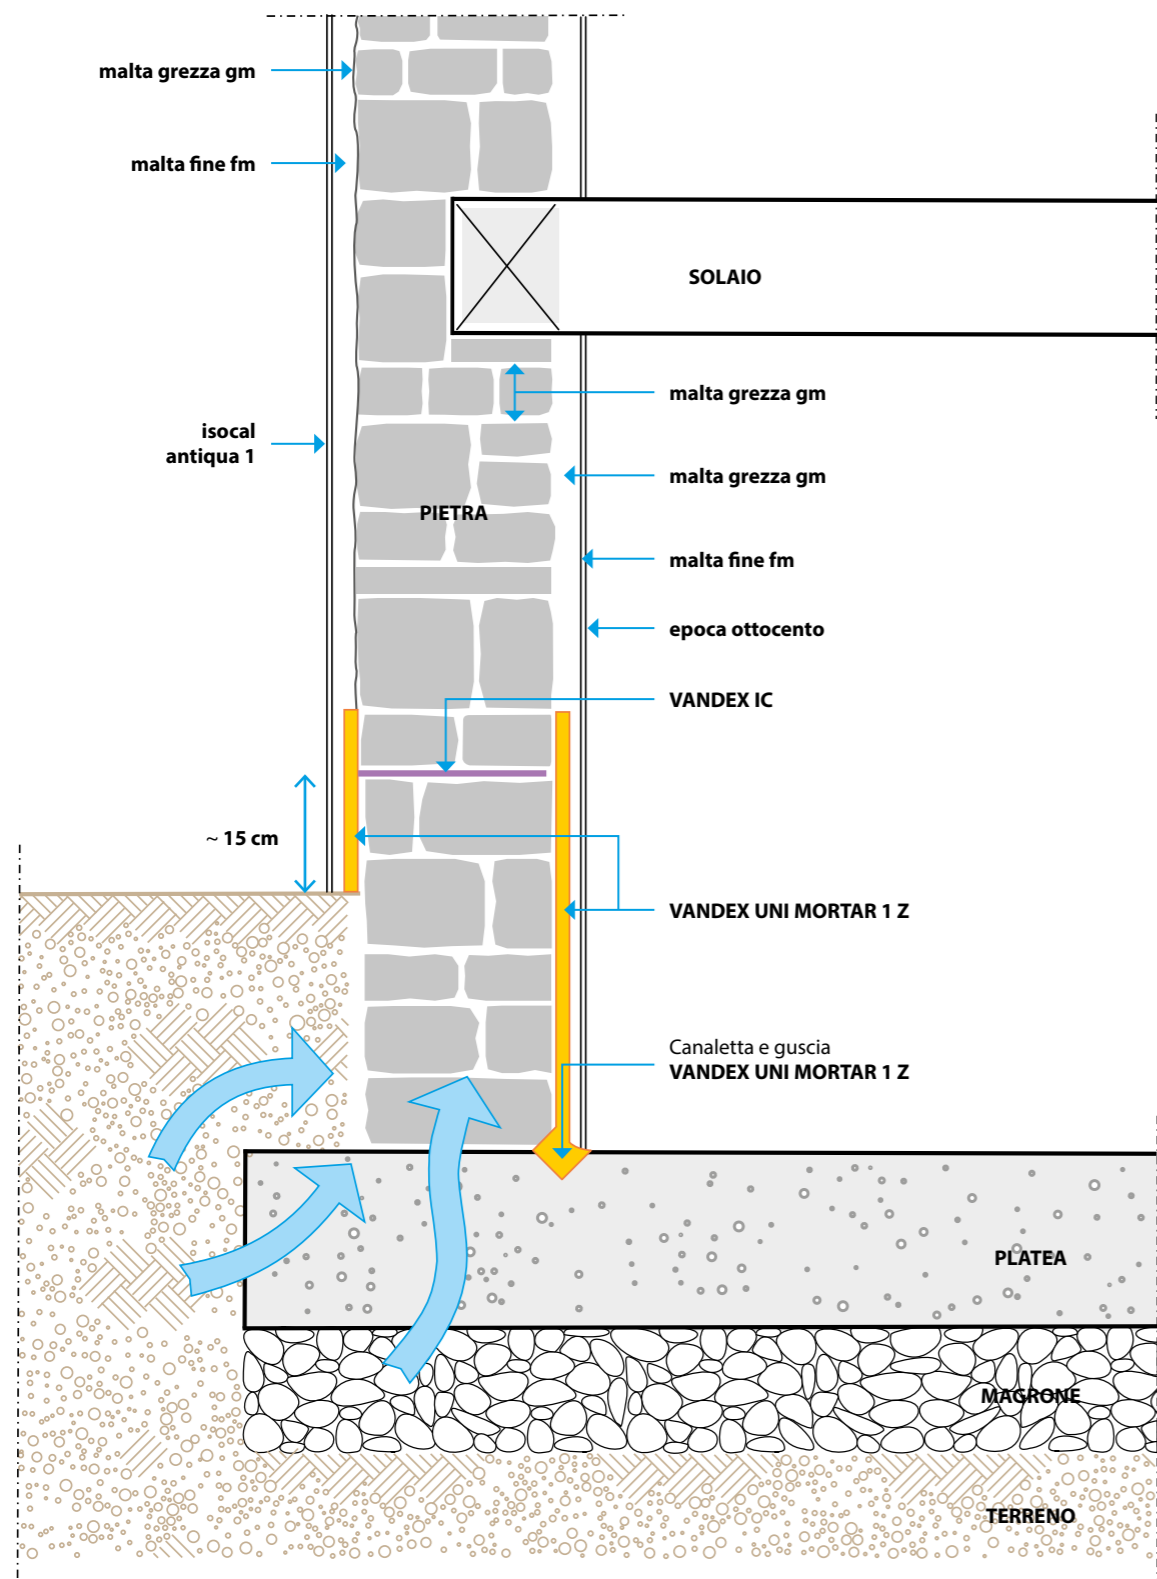 malta grezza gm
malta fine fm
SOLAIO
malta grezza gm
isocal
antiqua 1
malta grezza gm
PIETRA
malta fine fm
epoca ottocento
VANDEX IC
~ 15 cm
VANDEX UNI MORTAR 1 Z
Canaletta e guscia
VANDEX UNI MORTAR 1 Z
PLATEA
MAGRONE
TERRENO